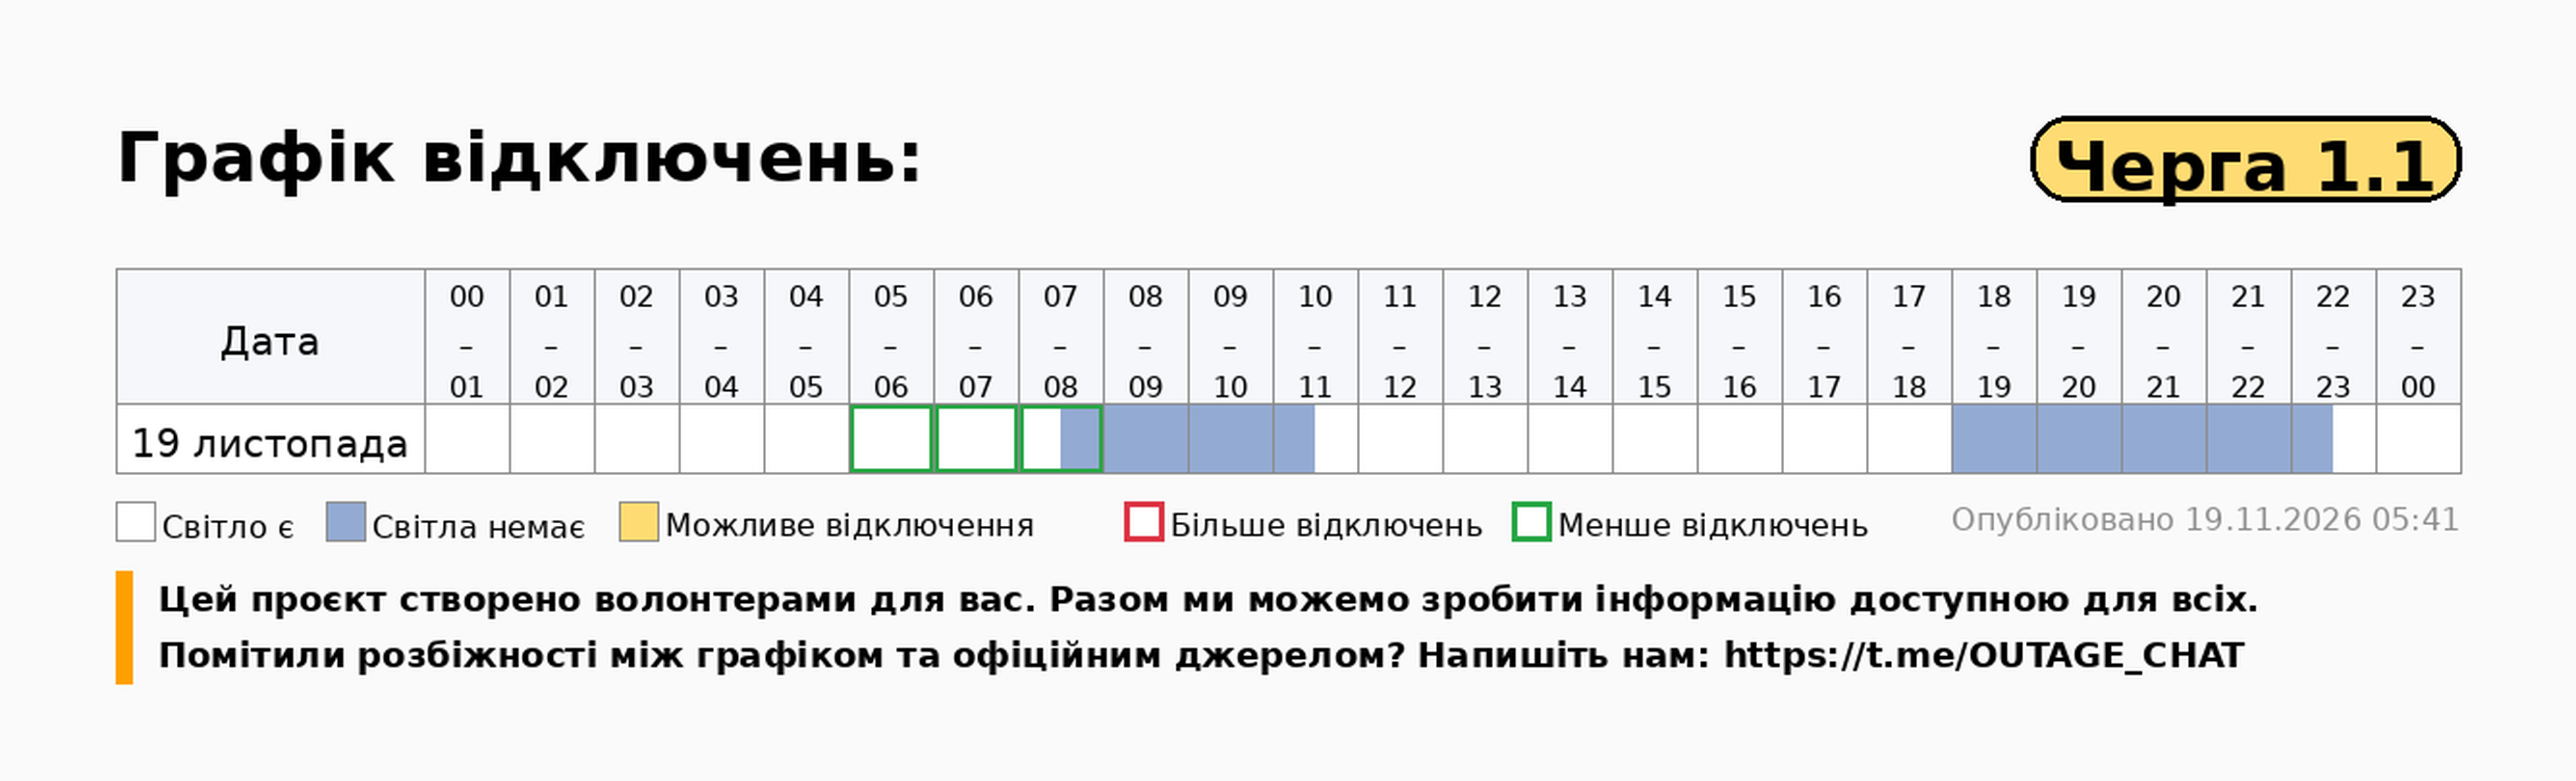 Графік відключень:
Черга 1.1
Дата 00 – 01 01 – 02 02 – 03 03 – 04 04 – 05 05 – 06 06 – 07 07 – 08 08 – 09 09 – 10 10 – 11 11 – 12 12 – 13 13 – 14 14 – 15 15 – 16 16 – 17 17 – 18 18 – 19 19 – 20 20 – 21 21 – 22 22 – 23 23 – 00
19 листопада
Світло є Світла немає Можливе відключення Більше відключень Менше відключень Опубліковано 19.11.2026 05:41
Цей проєкт створено волонтерами для вас. Разом ми можемо зробити інформацію доступною для всіх.
Помітили розбіжності між графіком та офіційним джерелом? Напишіть нам: https://t.me/OUTAGE_CHAT